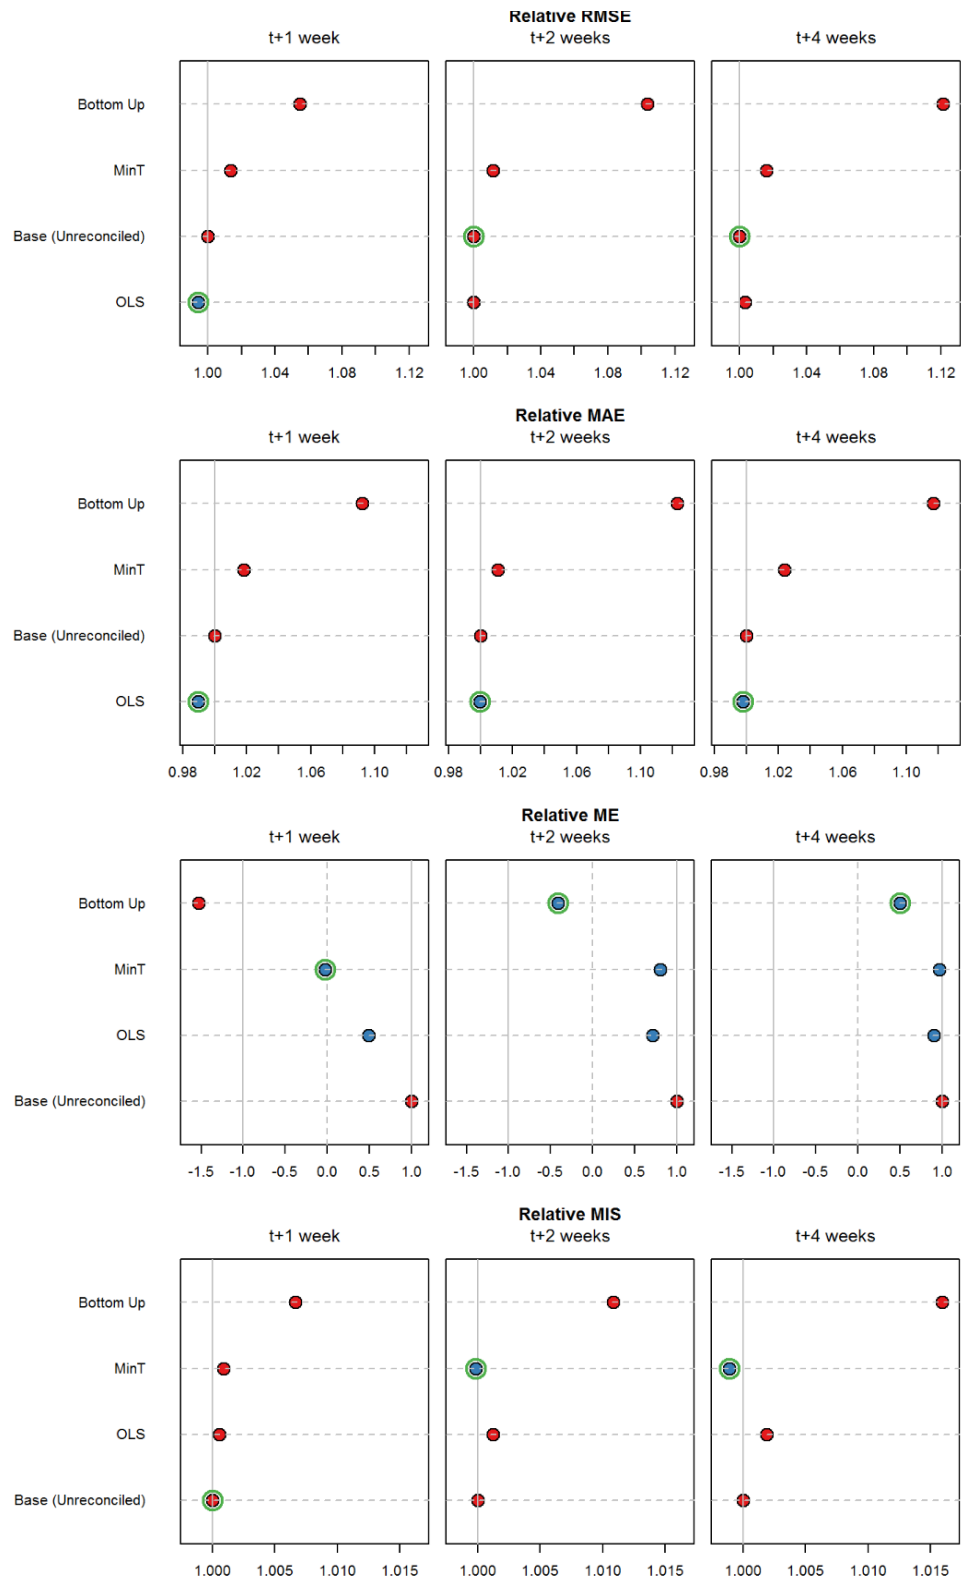 Relative RMSE
t+1 week
t+2 weeks
t+4 weeks
Bottom Up
MinT
Base (Unreconciled)
OLS
1.00 1.04 1.08 1.12
1.00 1.04 1.08 1.12
1.00 1.04 1.08 1.12
Relative MAE
t+1 week
t+2 weeks
t+4 weeks
Bottom Up
MinT
Base (Unreconciled)
OLS
0.98 1.02 1.06 1.10
0.98 1.02 1.06 1.10
0.98 1.02 1.06 1.10
Relative ME
t+1 week
t+2 weeks
t+4 weeks
Bottom Up
MinT
OLS
Base (Unreconciled)
-1.5 -1.0 -0.5 0.0 0.5 1.0
-1.5 -1.0 -0.5 0.0 0.5 1.0
-1.5 -1.0 -0.5 0.0 0.5 1.0
Relative MIS
t+1 week
t+2 weeks
t+4 weeks
Bottom Up
MinT
OLS
Base (Unreconciled)
1.000 1.005 1.010 1.015
1.000 1.005 1.010 1.015
1.000 1.005 1.010 1.015